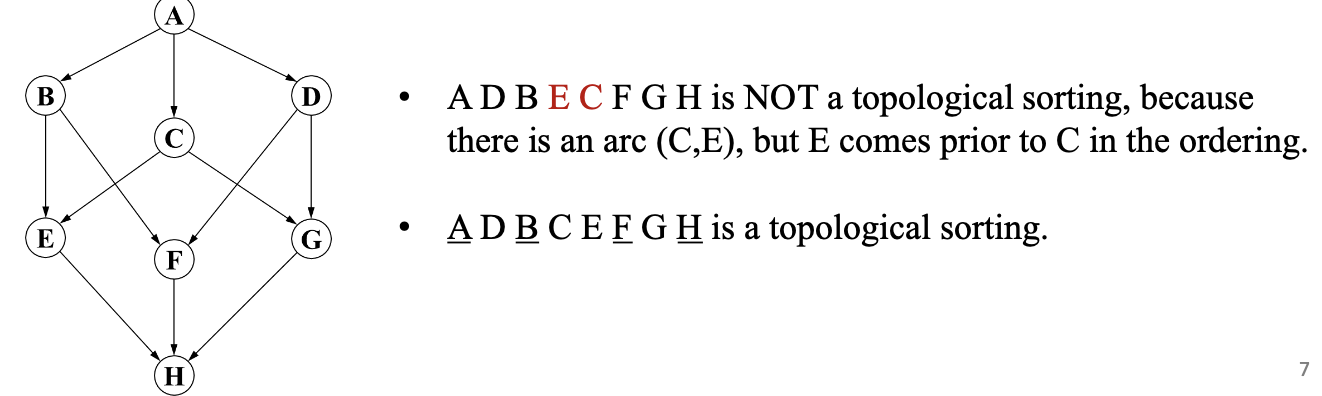 A
B
D
C
E
G
F
H
• A D B E C F G H is NOT a topological sorting, because
there is an arc (C,E), but E comes prior to C in the ordering.
• A D B C E F G H is a topological sorting.
7